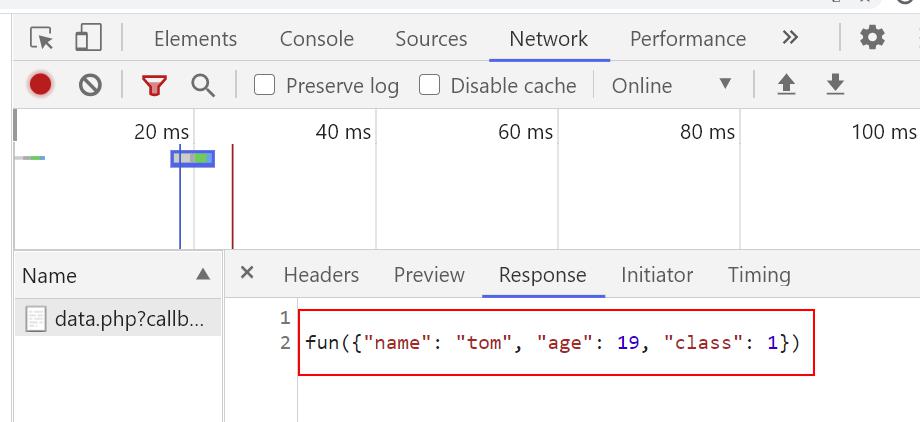 Elements Console Sources Network Performance »
Preserve log Disable cache Online ▼
20 ms 40 ms 60 ms 80 ms 100 ms
Name ▲ × Headers Preview Response Initiator Timing
data.php?callb...
1
2 fun({"name": "tom", "age": 19, "class": 1})